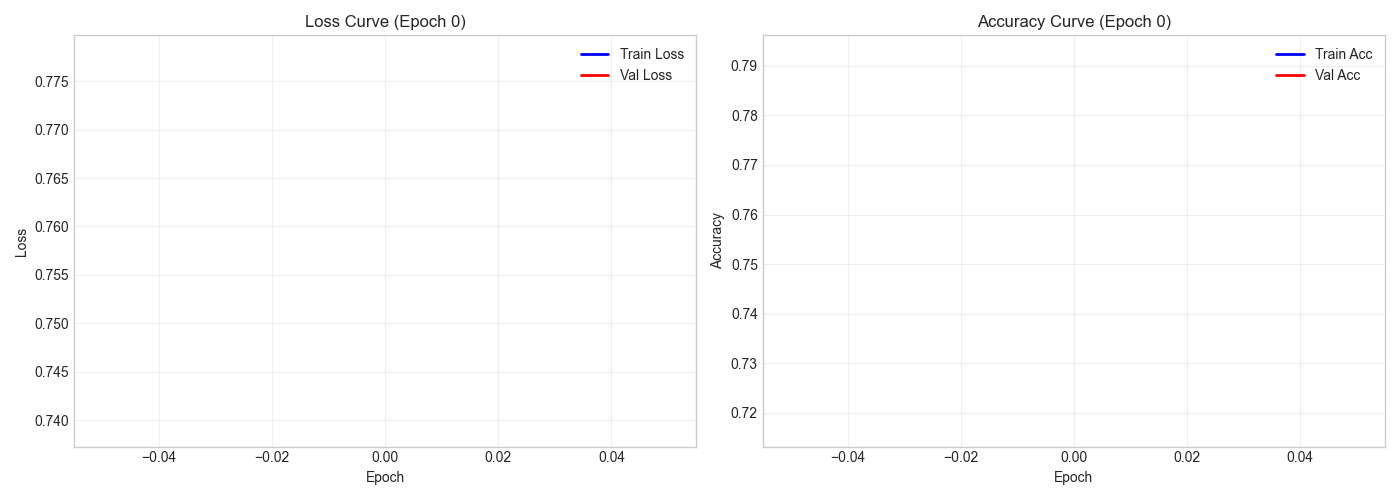 Loss Curve (Epoch 0)
Train Loss
Val Loss
0.775
0.770
0.765
0.760
0.755
0.750
0.745
0.740
Loss
−0.04 −0.02 0.00 0.02 0.04
Epoch
Accuracy Curve (Epoch 0)
Train Acc
Val Acc
0.79
0.78
0.77
0.76
0.75
0.74
0.73
0.72
Accuracy
−0.04 −0.02 0.00 0.02 0.04
Epoch